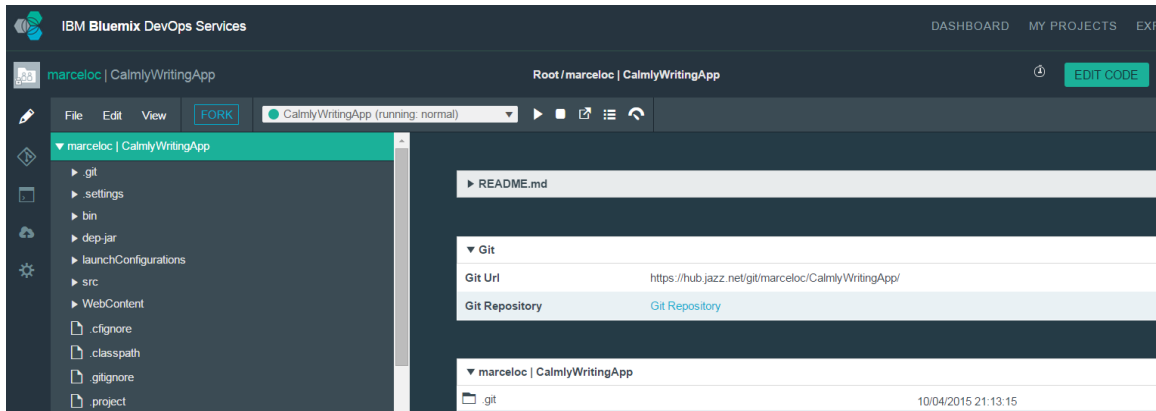 IBM Bluemix DevOps Services
DASHBOARD MY PROJECTS
marceloc | CalmlyWritingApp
Root / marceloc | CalmlyWritingApp
EDIT CODE
File Edit View FORK CalmlyWritingApp (running: normal)
marceloc | CalmlyWritingApp
.git
.settings
bin
dep-jar
launchConfigurations
src
WebContent
.cfignore
.classpath
.gitignore
.project
README.md
Git
Git Url https://hub.jazz.net/git/marceloc/CalmlyWritingApp/
Git Repository Git Repository
marceloc | CalmlyWritingApp
.git 10/04/2015 21:13:15